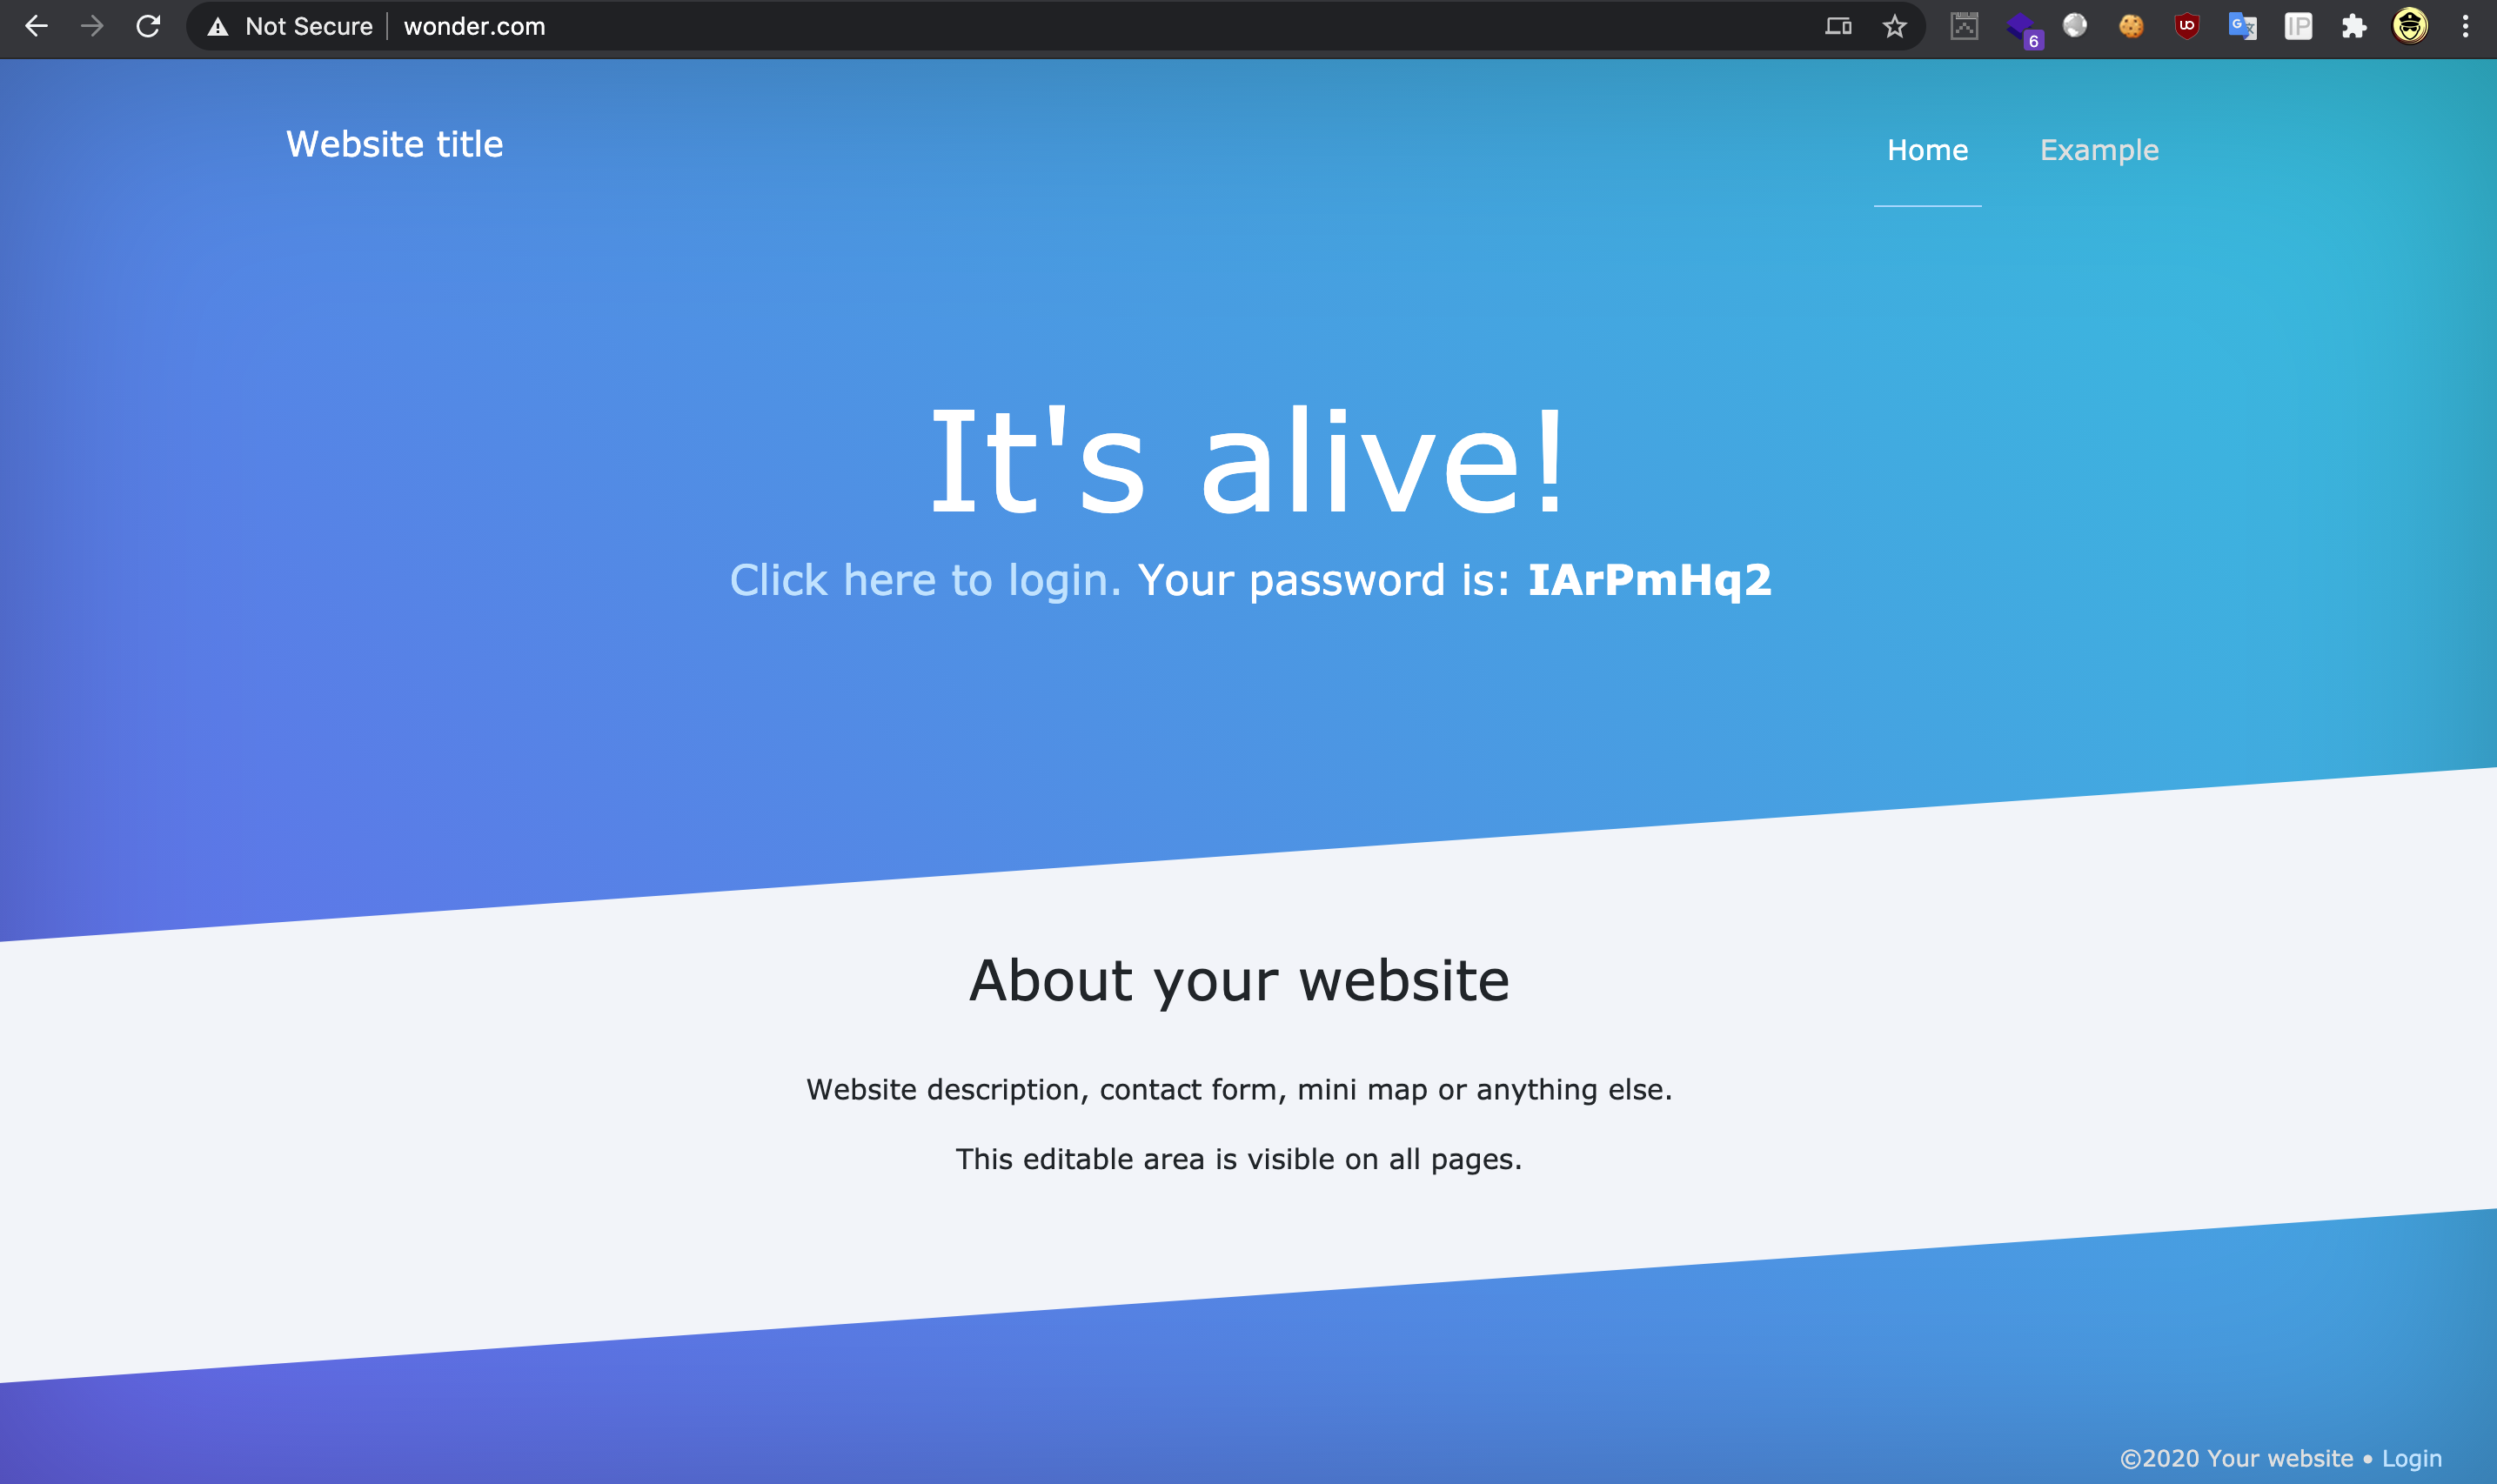 Not Secure | wonder.com
6
Website title
Home
Example
It's alive!
Click here to login. Your password is: IArPmHq2
About your website
Website description, contact form, mini map or anything else.
This editable area is visible on all pages.
©2020 Your website • Login